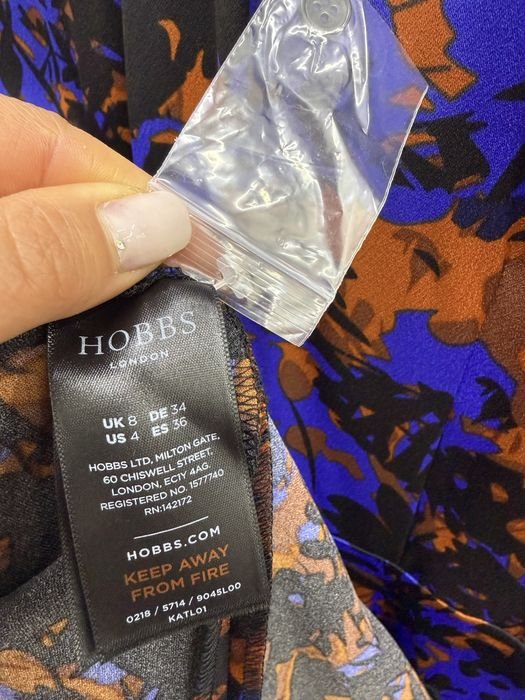 HOBBS
LONDON
UK 8 DE 34
US 4 ES 36
HOBBS LTD, MILTON GATE,
60 CHISWELL STREET,
LONDON, EC1Y 4AG.
REGISTERED NO. 1577740
RN:142172
HOBBS.COM
KEEP AWAY
FROM FIRE
0218 / 5714 / 9045L00
KATL01